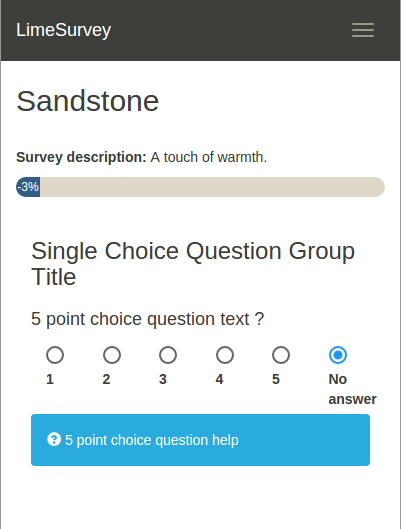 LimeSurvey
Sandstone
Survey description: A touch of warmth.
-3%
Single Choice Question Group
Title
5 point choice question text ?
1 2 3 4 5 No
answer
5 point choice question help